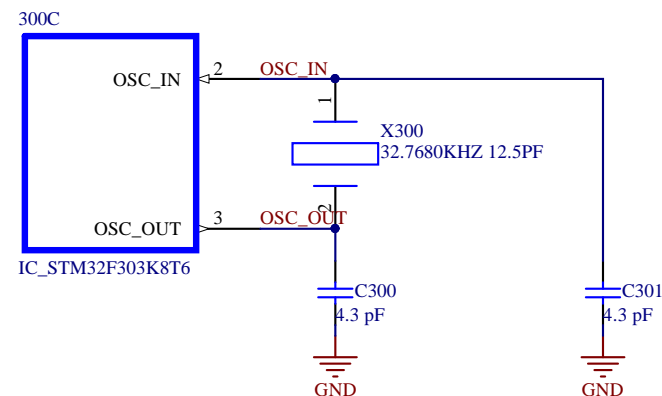 300C
OSC_IN
2
OSC_IN
1
X300
32.7680KHZ 12.5PF
2
OSC_OUT
3
OSC_OUT
IC_STM32F303K8T6
C300
4.3 pF
C301
4.3 pF
GND
GND